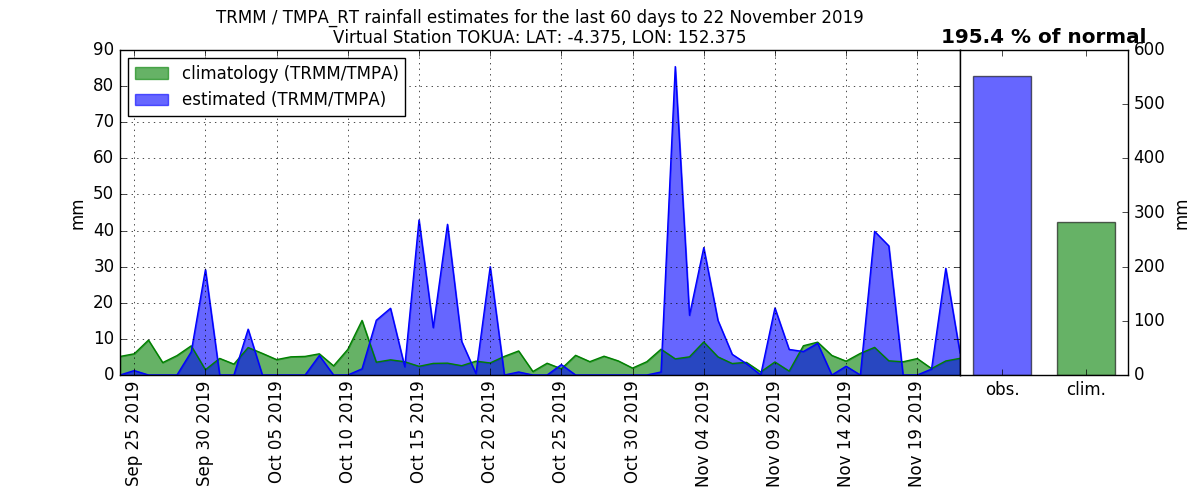 TRMM / TMPA_RT rainfall estimates for the last 60 days to 22 November 2019
Virtual Station TOKUA: LAT: -4.375, LON: 152.375
195.4 % of normal
climatology (TRMM/TMPA)
estimated (TRMM/TMPA)
90
80
70
60
50
40
30
20
10
0
mm
Sep 25 2019
Sep 30 2019
Oct 05 2019
Oct 10 2019
Oct 15 2019
Oct 20 2019
Oct 25 2019
Oct 30 2019
Nov 04 2019
Nov 09 2019
Nov 14 2019
Nov 19 2019
600
500
400
300
200
100
0
mm
obs.
clim.